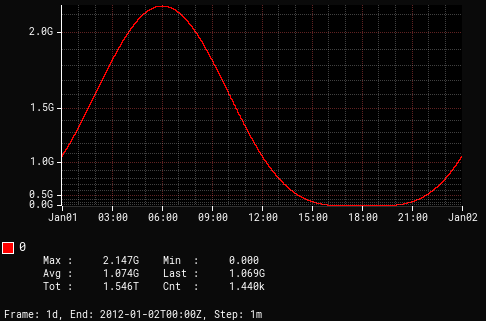 2.0G
1.5G
1.0G
0.5G
0.0G
Jan01 03:00 06:00 09:00 12:00 15:00 18:00 21:00 Jan02
0
Max : 2.147G Min : 0.000
Avg : 1.074G Last : 1.069G
Tot : 1.546T Cnt : 1.440k
Frame: 1d, End: 2012-01-02T00:00Z, Step: 1m